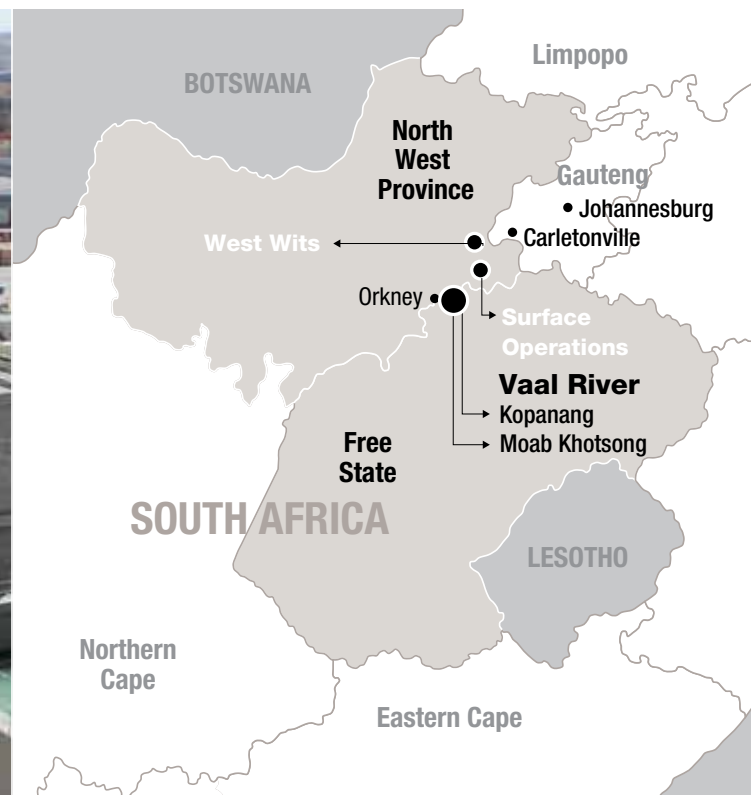 Limpopo
BOTSWANA
North
West
Province
Gauteng
Johannesburg
Carletonville
West Wits
Orkney
Surface
Operations
Vaal River
Kopanang
Moab Khotsong
Free
State
SOUTH AFRICA
LESOTHO
Northern
Cape
Eastern Cape